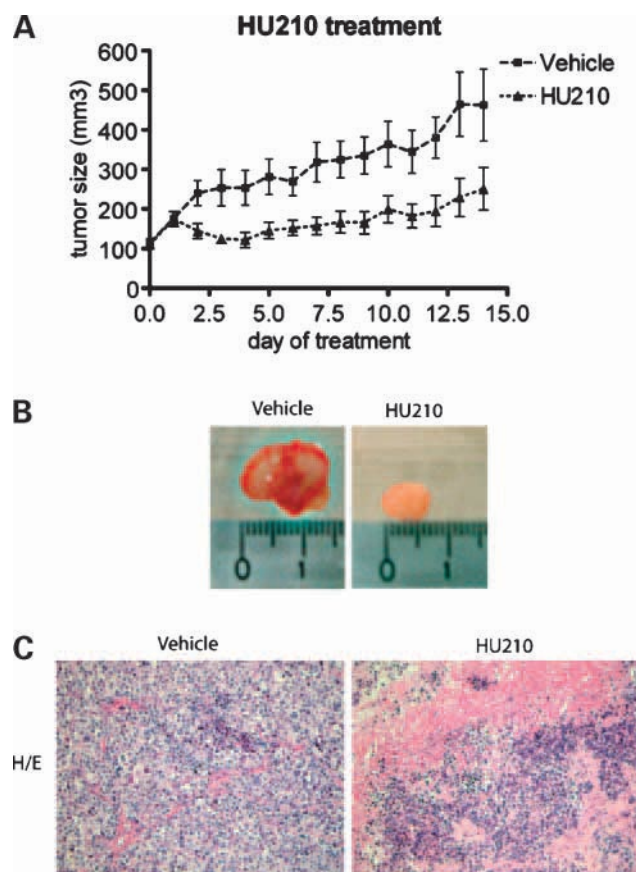 A
HU210 treatment
tumor size (mm3)
600
500
400
300
200
100
0
0.0 2.5 5.0 7.5 10.0 12.5 15.0
day of treatment
Vehicle
HU210
B
Vehicle HU210
0 1 0 1
C
Vehicle HU210
H/E